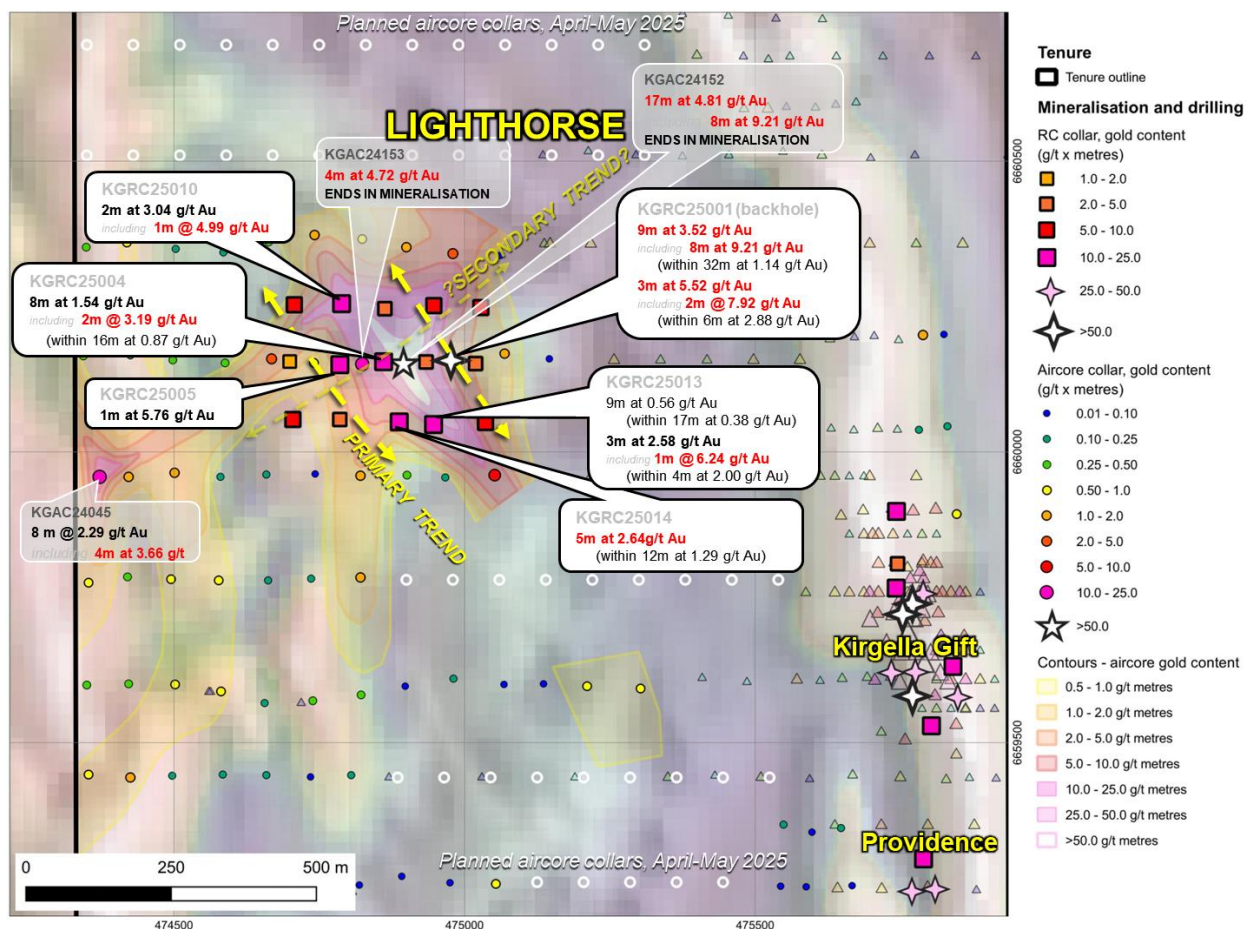 Planned aircore collars, April-May 2025
LIGHTHORSE
KGAC24152
17m at 4.81 g/t Au
including 8m at 9.21 g/t Au
ENDS IN MINERALISATION
KGAC24153
4m at 4.72 g/t Au
ENDS IN MINERALISATION
?SECONDARY TREND?
KGRC25010
2m at 3.04 g/t Au
including 1m @ 4.99 g/t Au
KGRC25001 (backhole)
9m at 3.52 g/t Au
including 8m at 9.21 g/t Au
(within 32m at 1.14 g/t Au)
3m at 5.52 g/t Au
including 2m @ 7.92 g/t Au
(within 6m at 2.88 g/t Au)
KGRC25004
8m at 1.54 g/t Au
including 2m @ 3.19 g/t Au
(within 16m at 0.87 g/t Au)
KGRC25005
1m at 5.76 g/t Au
KGRC25013
9m at 0.56 g/t Au
(within 17m at 0.38 g/t Au)
3m at 2.58 g/t Au
including 1m @ 6.24 g/t Au
(within 4m at 2.00 g/t Au)
PRIMARY TREND
KGAC24045
8 m @ 2.29 g/t Au
including 4m at 3.66 g/t
KGRC25014
5m at 2.64g/t Au
(within 12m at 1.29 g/t Au)
Kirgella Gift
Providence
Planned aircore collars, April-May 2025
0 250 500 m
474500 475000 475500
6660500
6660000
6659500
Tenure
Tenure outline
Mineralisation and drilling
RC collar, gold content
(g/t x metres)
1.0 - 2.0
2.0 - 5.0
5.0 - 10.0
10.0 - 25.0
25.0 - 50.0
>50.0
Aircore collar, gold content
(g/t x metres)
0.01 - 0.10
0.10 - 0.25
0.25 - 0.50
0.50 - 1.0
1.0 - 2.0
2.0 - 5.0
5.0 - 10.0
10.0 - 25.0
>50.0
Contours - aircore gold content
0.5 - 1.0 g/t metres
1.0 - 2.0 g/t metres
2.0 - 5.0 g/t metres
5.0 - 10.0 g/t metres
10.0 - 25.0 g/t metres
25.0 - 50.0 g/t metres
>50.0 g/t metres